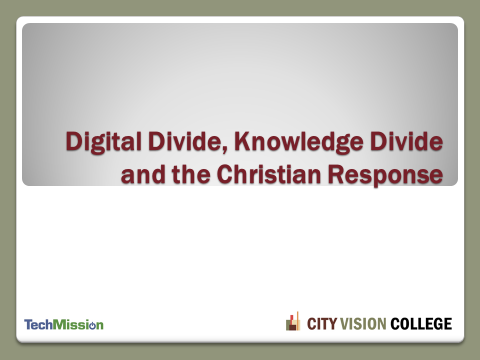 Digital Divide, Knowledge Divide
and the Christian Response
TechMission
CITY VISION COLLEGE